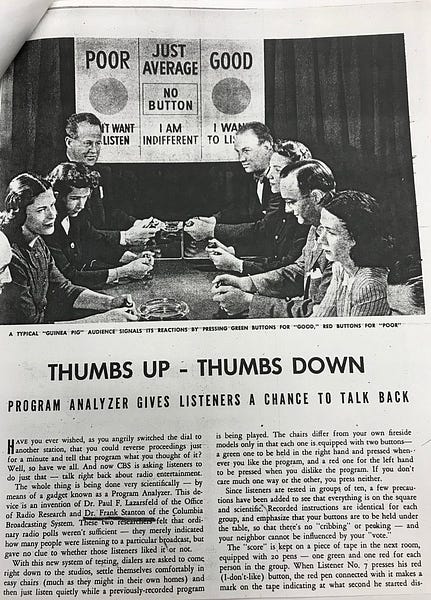 POOR
JUST AVERAGE
GOOD
NO BUTTON
I AM INDIFFERENT
A TYPICAL "GUINEA PIG" AUDIENCE SIGNALS ITS REACTIONS BY PRESSING GREEN BUTTONS FOR "GOOD," RED BUTTONS FOR "POOR"
THUMBS UP - THUMBS DOWN
PROGRAM ANALYZER GIVES LISTENERS A CHANCE TO TALK BACK
HAVE you ever wished, as you angrily switched the dial to
another station, that you could reverse proceedings just
for a minute and tell that program what you thought of it?
Well, so have we. And now CBS is asking listeners to
do just that — talk right back about radio entertainment.
The whole thing is being done very scientifically — by
means of a gadget known as a Program Analyzer. This de-
vice is an invention of Dr. Paul F. Lazarsfeld of the Office
of Radio Research and Dr. Frank Stanton of the Columbia
Broadcasting System. These two researchers felt that ordi-
nary radio polls weren't sufficient — they merely indicated
how many people were listening to a particular broadcast, but
gave no clue to whether those listeners liked it or not.
With this new system of testing, dialers are asked to come
right down to the studios, settle themselves comfortably in
easy chairs (much as they might in their own homes) and
then just listen quietly while a previously-recorded program
is being played. The chairs differ from your own fireside
models only in that each one is equipped with two buttons—
a green one to be held in the right hand and pressed when-
ever you like the program, and a red one for the left hand
to be pressed when you dislike the program. If you don't
care much one way or the other, you press neither.
Since listeners are tested in groups of ten, a few precau-
tions have been added to see that everything is on the square
and scientific. Recorded instructions are identical for each
group, and emphasize that your buttons are to be held under
the table, so that there's no "cribbing" or peeking — and
your neighbor cannot be influenced by your "vote."
The "score" is kept on a piece of tape in the next room,
equipped with 20 pens — one green and one red for each
person in the group. When Listener No. 7 presses his red
(I-don't-like) button, the red pen connected with it makes a
mark on the tape indicating at what second he started dis-